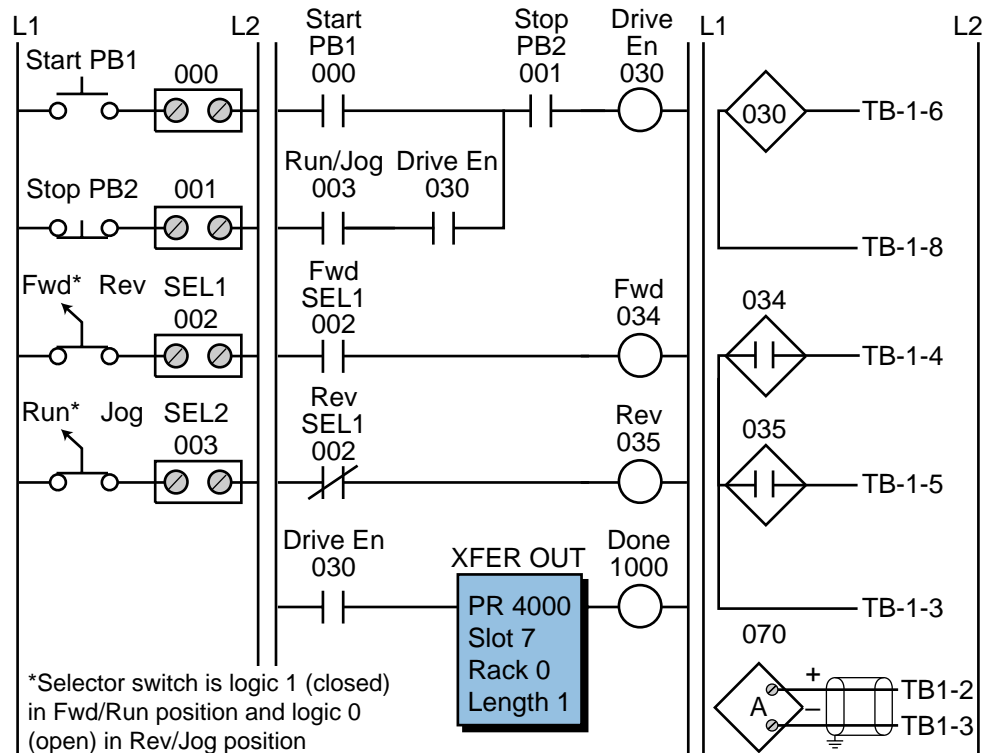 L1
L2
Start PB1
000
Stop PB2
001
Fwd* Rev SEL1
002
Run* Jog SEL2
003
*Selector switch is logic 1 (closed)
in Fwd/Run position and logic 0
(open) in Rev/Jog position
Start
PB1
000
Stop
PB2
001
Drive
En
030
Run/Jog
003
Drive En
030
Fwd
SEL1
002
Fwd
034
Rev
SEL1
002
Rev
035
Drive En
030
XFER OUT
PR 4000
Slot 7
Rack 0
Length 1
Done
1000
L1
L2
030
TB-1-6
TB-1-8
034
TB-1-4
035
TB-1-5
TB-1-3
070
A
+
–
TB1-2
TB1-3